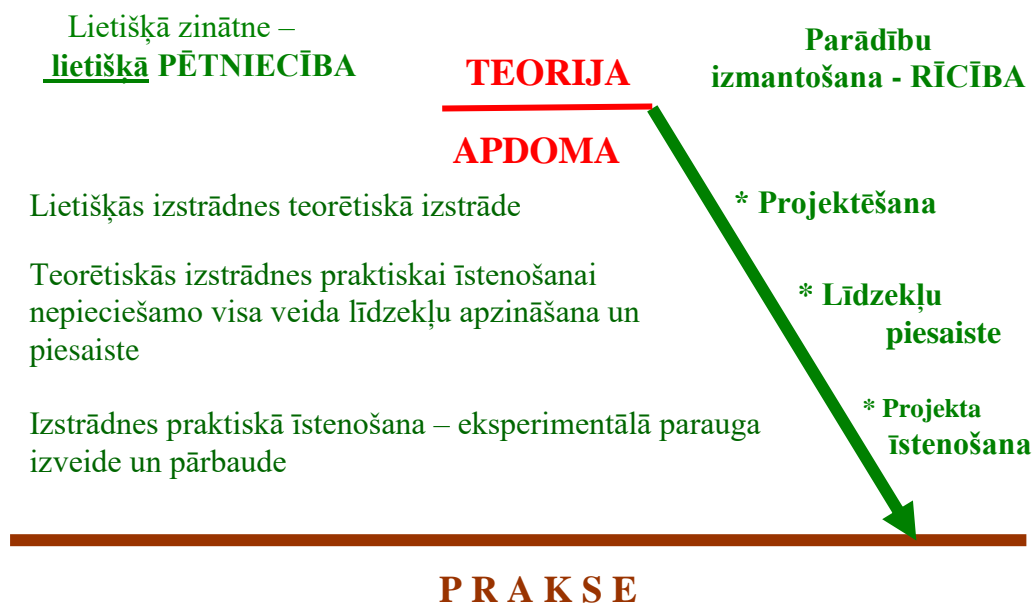 Lietišķā zinātne –
lietišķā PĒTNIECĪBA
TEORIJA
APDOMA
Parādību
izmantošana - RĪCĪBA
Lietišķās izstrādnes teorētiskā izstrāde
* Projektēšana
Teorētiskās izstrādnes praktiskai īstenošanai
nepieciešamo visa veida līdzekļu apzināšana un
piesaiste
* Līdzekļu
piesaiste
Izstrādnes praktiskā īstenošana – eksperimentālā parauga
izveide un pārbaude
* Projekta
īstenošana
P R A K S E